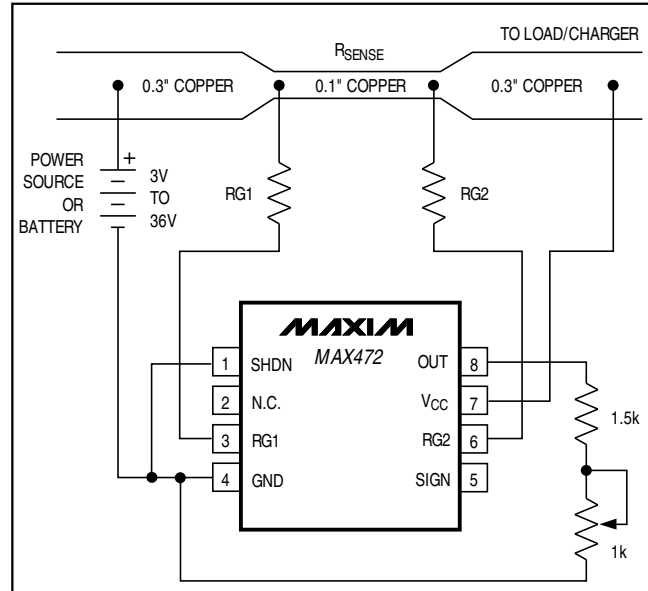 TO LOAD/CHARGER
RSENSE
0.3" COPPER
0.1" COPPER
0.3" COPPER
POWER
SOURCE
OR
BATTERY
+
3V
TO
36V
RG1
RG2
MAXIM
MAX472
1 SHDN
2 N.C.
3 RG1
4 GND
OUT 8
VCC 7
RG2 6
SIGN 5
1.5k
1k